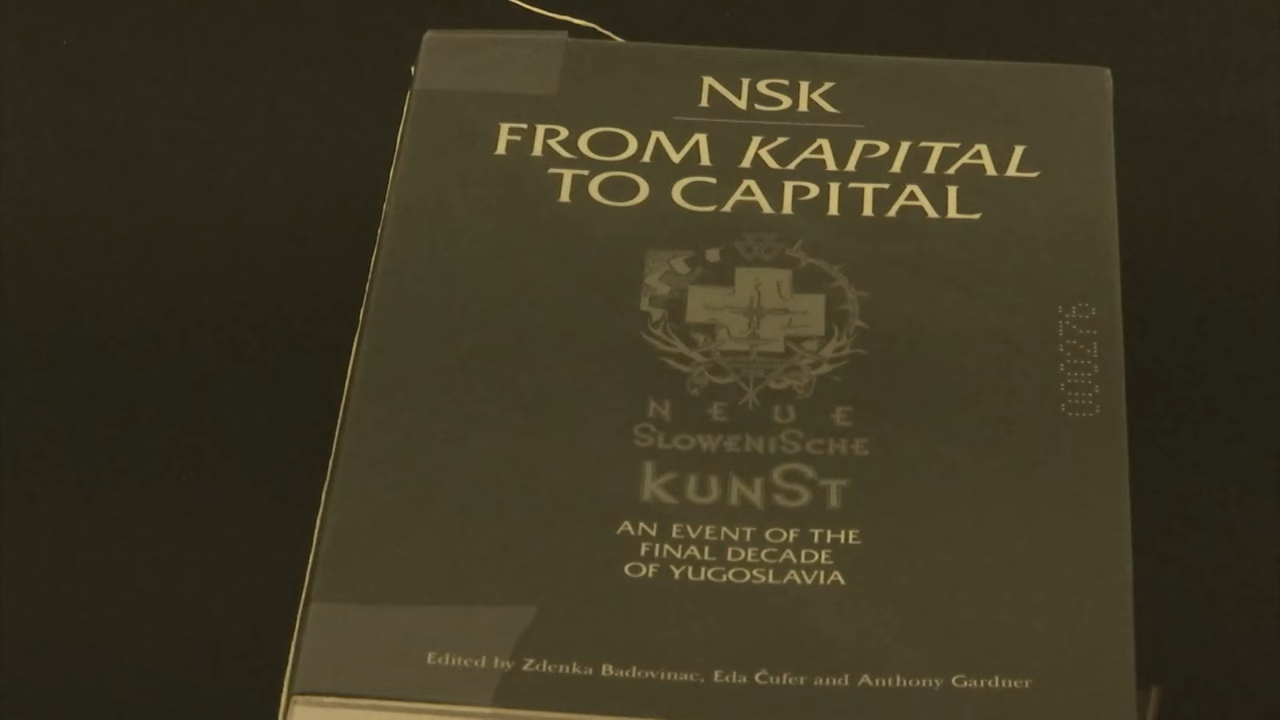 NSK
FROM KAPITAL
TO CAPITAL
NEUE
SLOWENISCHE
KUNST
AN EVENT OF THE
FINAL DECADE
OF YUGOSLAVIA
Edited by Zdenka Badovinac, Eda Čufer and Anthony Gardner
000276